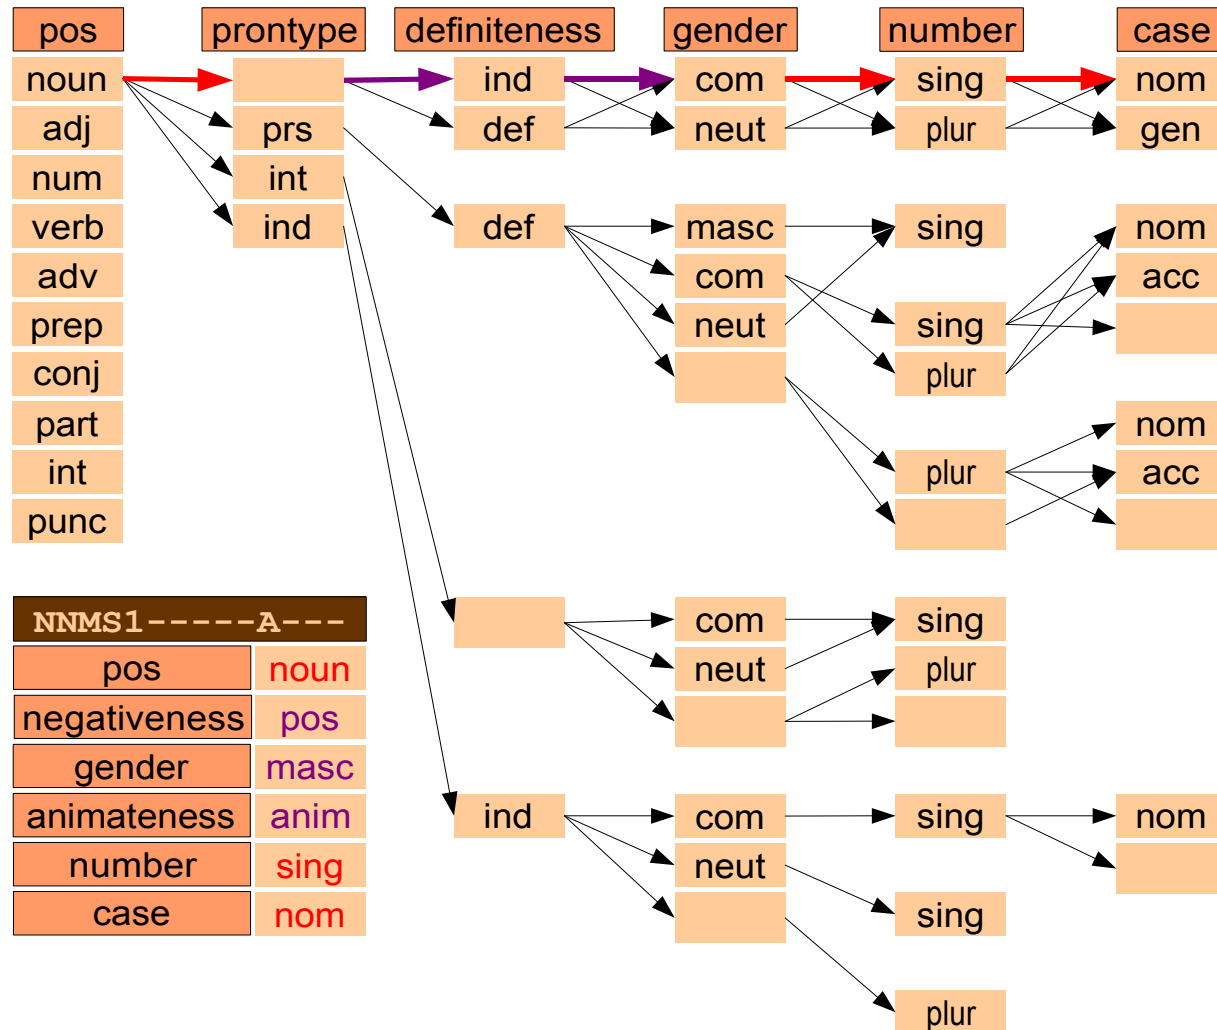 pos prontype definiteness gender number case
noun ind com sing nom
adj prs def neut plur gen
num int
verb ind def masc sing nom
adv com acc
prep neut sing
conj plur
part nom
int plur acc
punc
NNMS1-----A--- com sing
pos noun neut plur
negativeness pos
gender masc
animateness anim ind com sing nom
number sing neut
case nom sing
plur